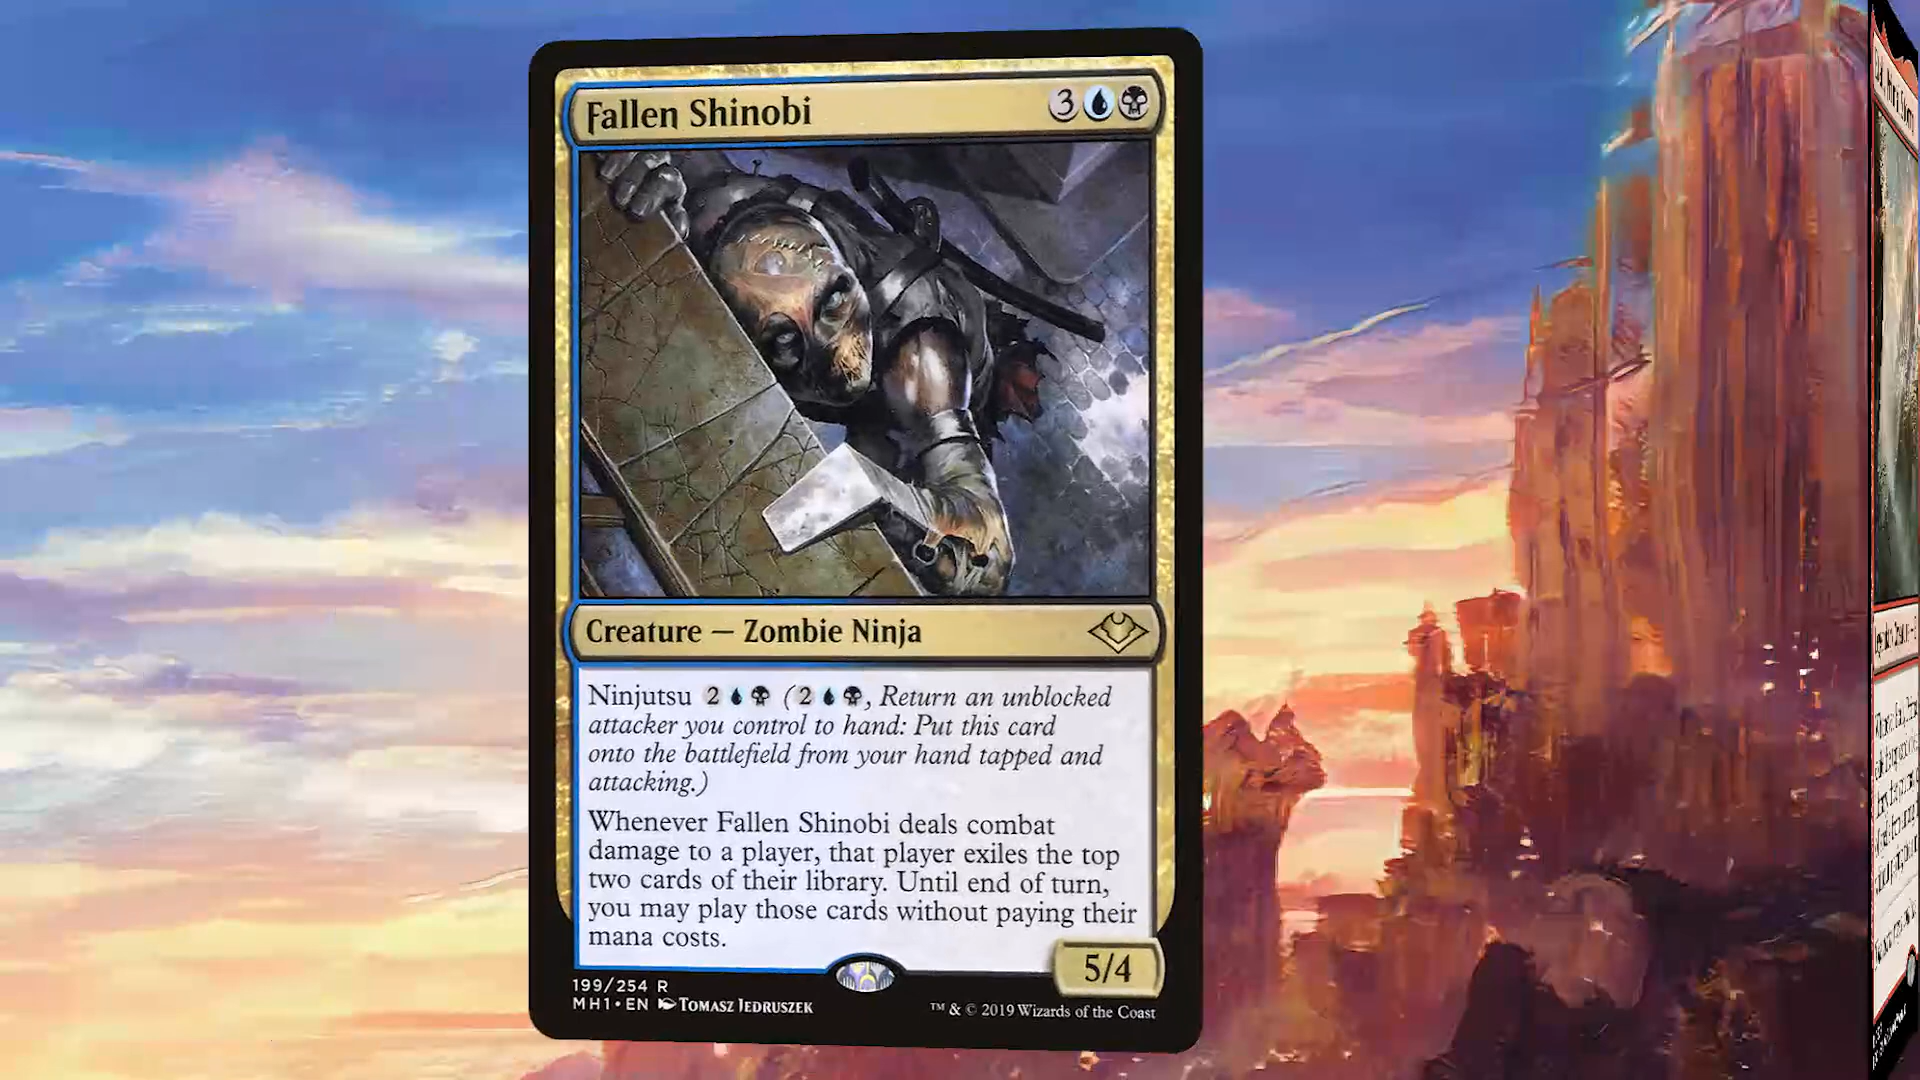 Fallen Shinobi 3
Creature — Zombie Ninja
Ninjutsu 2 (2 , Return an unblocked
attacker you control to hand: Put this card
onto the battlefield from your hand tapped and
attacking.)
Whenever Fallen Shinobi deals combat
damage to a player, that player exiles the top
two cards of their library. Until end of turn,
you may play those cards without paying their
mana costs.
5/4
199/254 R
MH1 • EN Tomasz Jedruszek
™ & © 2019 Wizards of the Coast